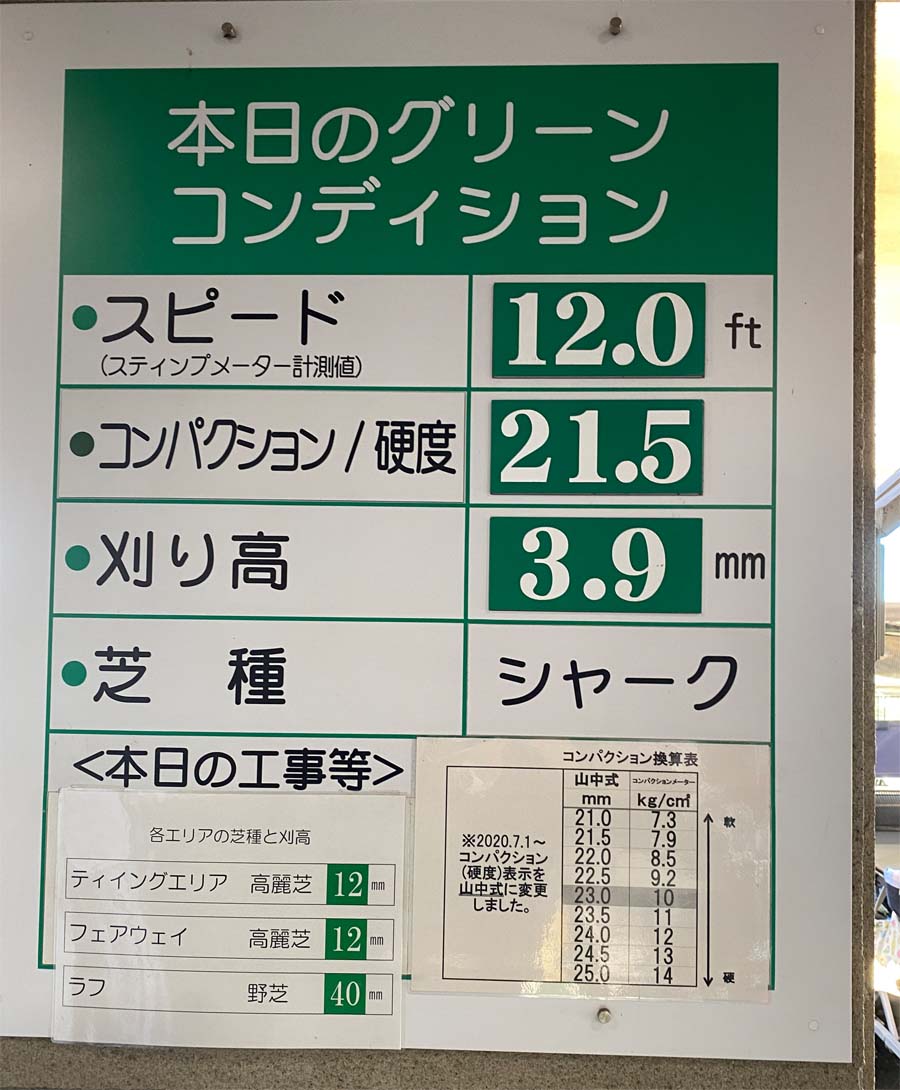 本日のグリーン
コンディション
●スピード 12.0 ft
(スティンプメーター計測値)
●コンパクション/硬度 21.5
●刈り高 3.9 mm
●芝 種 シャーク
<本日の工事等>
各エリアの芝種と刈高
ティイングエリア 高麗芝 12 mm
フェアウェイ 高麗芝 12 mm
ラフ 野芝 40 mm
コンパクション換算表
※2020.7.1～
コンパクション
(硬度)表示を
山中式に変更
しました。
山中式 コンパクションメーター
mm kg/c㎡
21.0 7.3 軟
21.5 7.9
22.0 8.5
22.5 9.2
23.0 10
23.5 11
24.0 12
24.5 13
25.0 14 硬